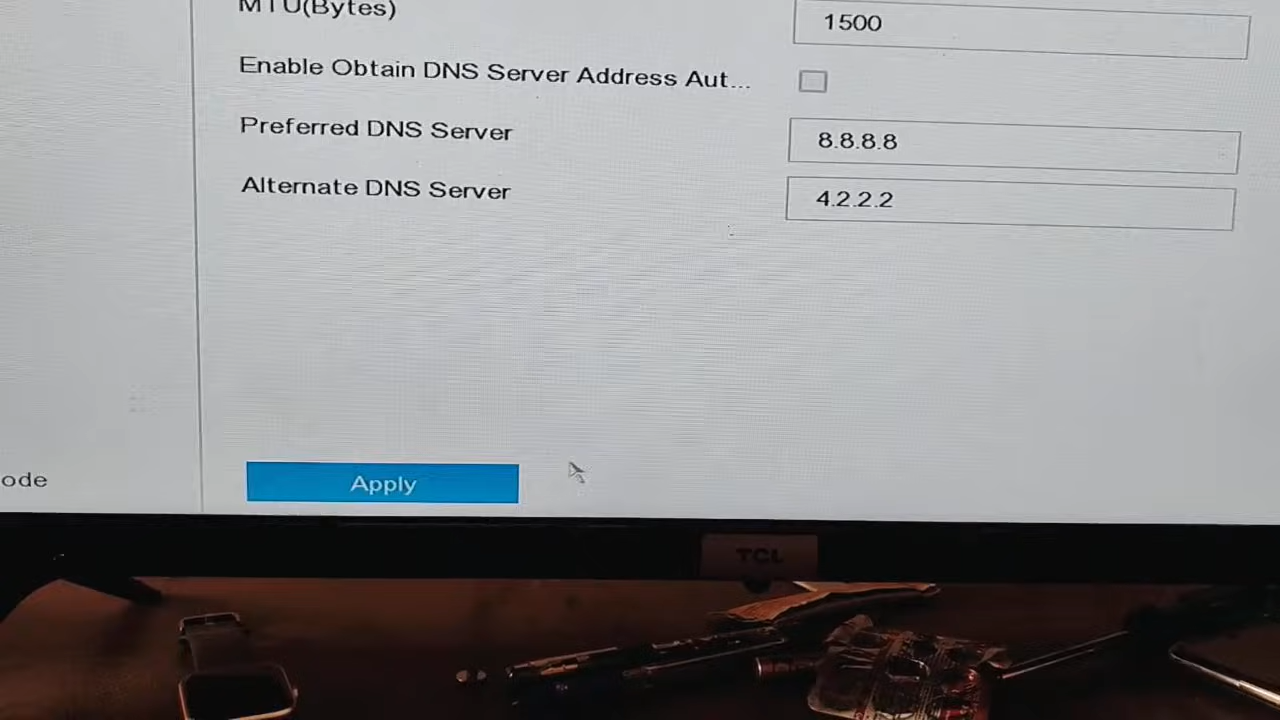 MTU(Bytes) 1500
Enable Obtain DNS Server Address Aut...
Preferred DNS Server 8.8.8.8
Alternate DNS Server 4.2.2.2
ode
Apply
TCL